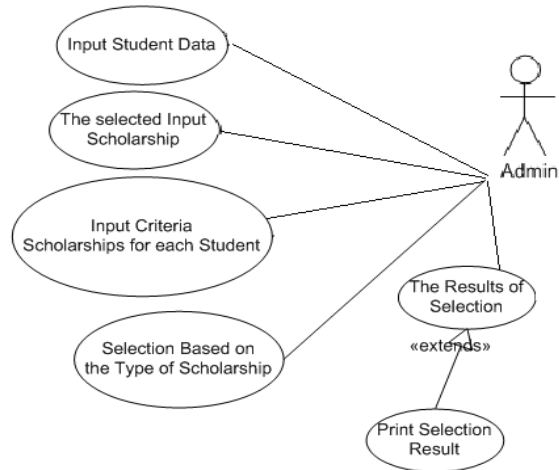 Input Student Data
The selected Input
Scholarship
Admin
Input Criteria
Scholarships for each Student
The Results of
Selection
Selection Based on
the Type of Scholarship
«extends»
Print Selection
Result